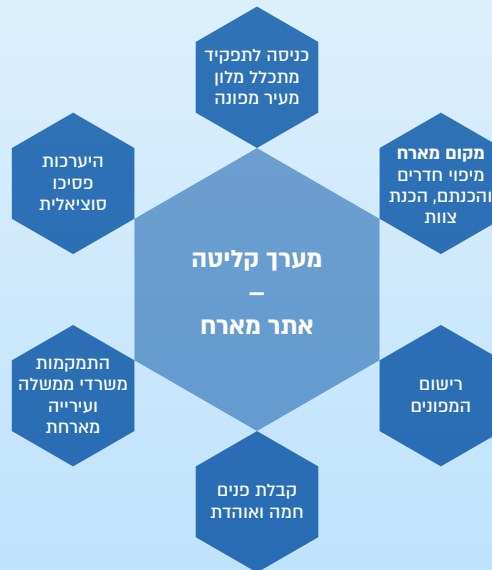 כניסה לתפקיד
מתכלל מלון
מעיר מפונה
מקום מארח
מיפוי חדרים
והכנתם, הכנת
צוות
היערכות
פסיכו
סוציאלית
מערך קליטה
–
אתר מארח
רישום
המפונים
התמקמות
משרדי ממשלה
ועירייה
מארחת
קבלת פנים
חמה ואוהדת